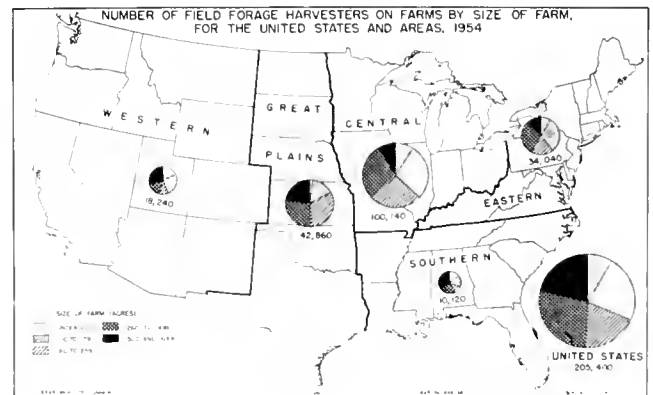 NUMBER OF FIELD FORAGE HARVESTERS ON FARMS BY SIZE OF FARM,
FOR THE UNITED STATES AND AREAS, 1954
WESTERN
GREAT
PLAINS
CENTRAL
EASTERN
SOUTHERN
18,240
42,860
100,140
34,040
10,120
UNITED STATES
205,400
SIZE OF FARM (ACRES)